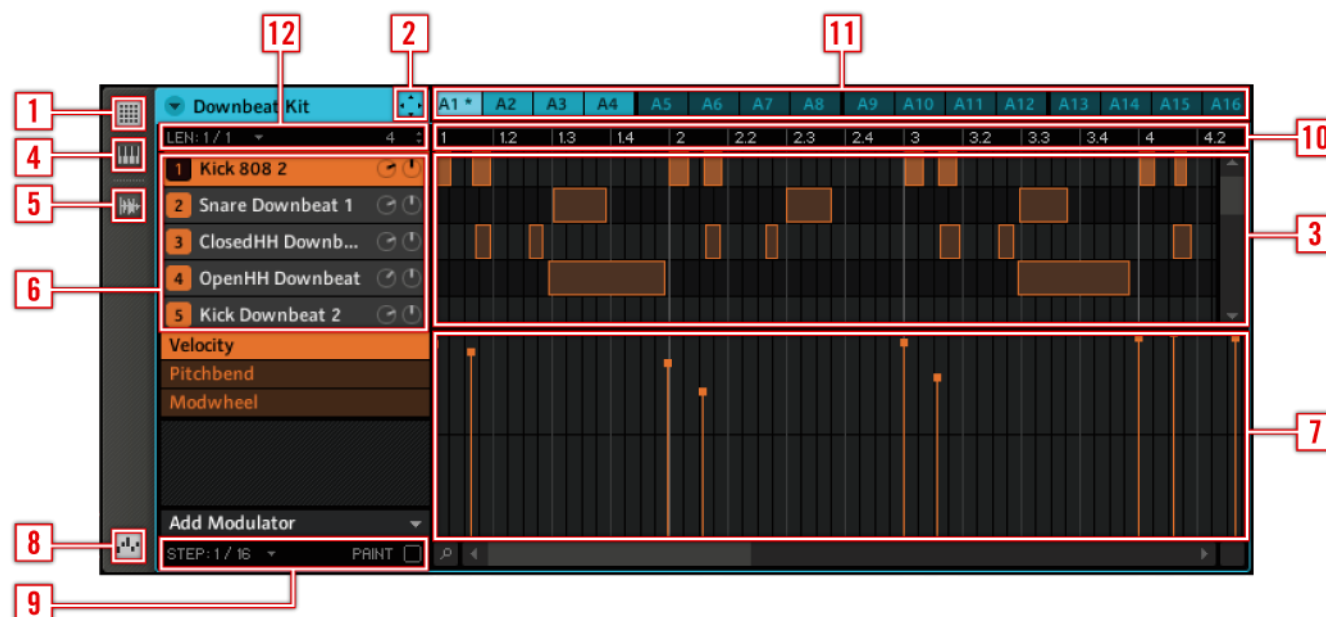 12 2 11
1 Downbeat Kit A1 * A2 A3 A4 A5 A6 A7 A8 A9 A10 A11 A12 A13 A14 A15 A16
LEN: 1 / 1 4 1 1.2 1.3 1.4 2 2.2 2.3 2.4 3 3.2 3.3 3.4 4 4.2 10
4
1 Kick 808 2
5 2 Snare Downbeat 1
3 ClosedHH Downb... 3
6 4 OpenHH Downbeat
5 Kick Downbeat 2
Velocity
Pitchbend
Modwheel
7
Add Modulator
8
STEP: 1 / 16 PAINT
9